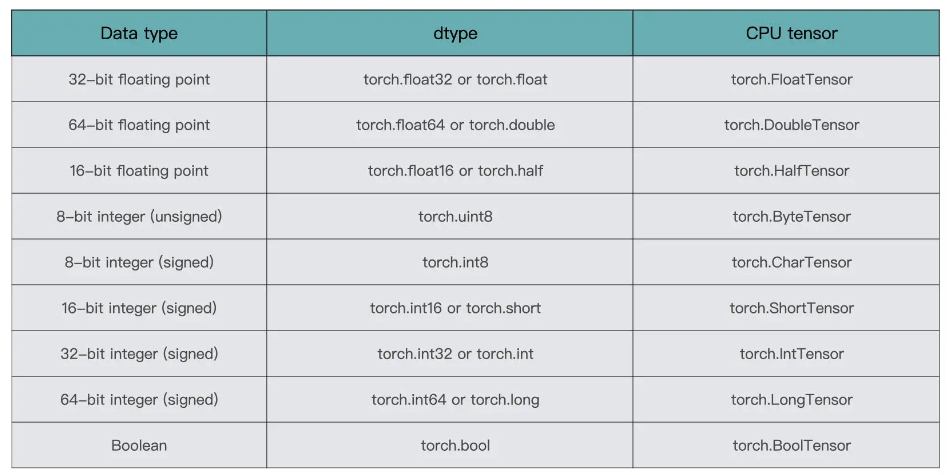 Data type dtype CPU tensor
32-bit floating point torch.float32 or torch.float torch.FloatTensor
64-bit floating point torch.float64 or torch.double torch.DoubleTensor
16-bit floating point torch.float16 or torch.half torch.HalfTensor
8-bit integer (unsigned) torch.uint8 torch.ByteTensor
8-bit integer (signed) torch.int8 torch.CharTensor
16-bit integer (signed) torch.int16 or torch.short torch.ShortTensor
32-bit integer (signed) torch.int32 or torch.int torch.IntTensor
64-bit integer (signed) torch.int64 or torch.long torch.LongTensor
Boolean torch.bool torch.BoolTensor